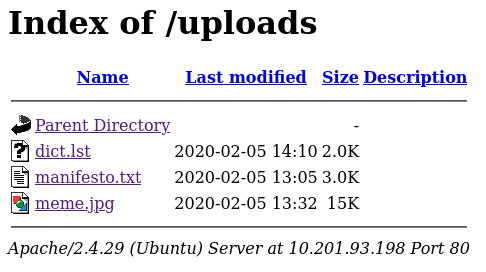 Index of /uploads
Name Last modified Size Description
Parent Directory -
dict.lst 2020-02-05 14:10 2.0K
manifesto.txt 2020-02-05 13:05 3.0K
meme.jpg 2020-02-05 13:32 15K
Apache/2.4.29 (Ubuntu) Server at 10.201.93.198 Port 80